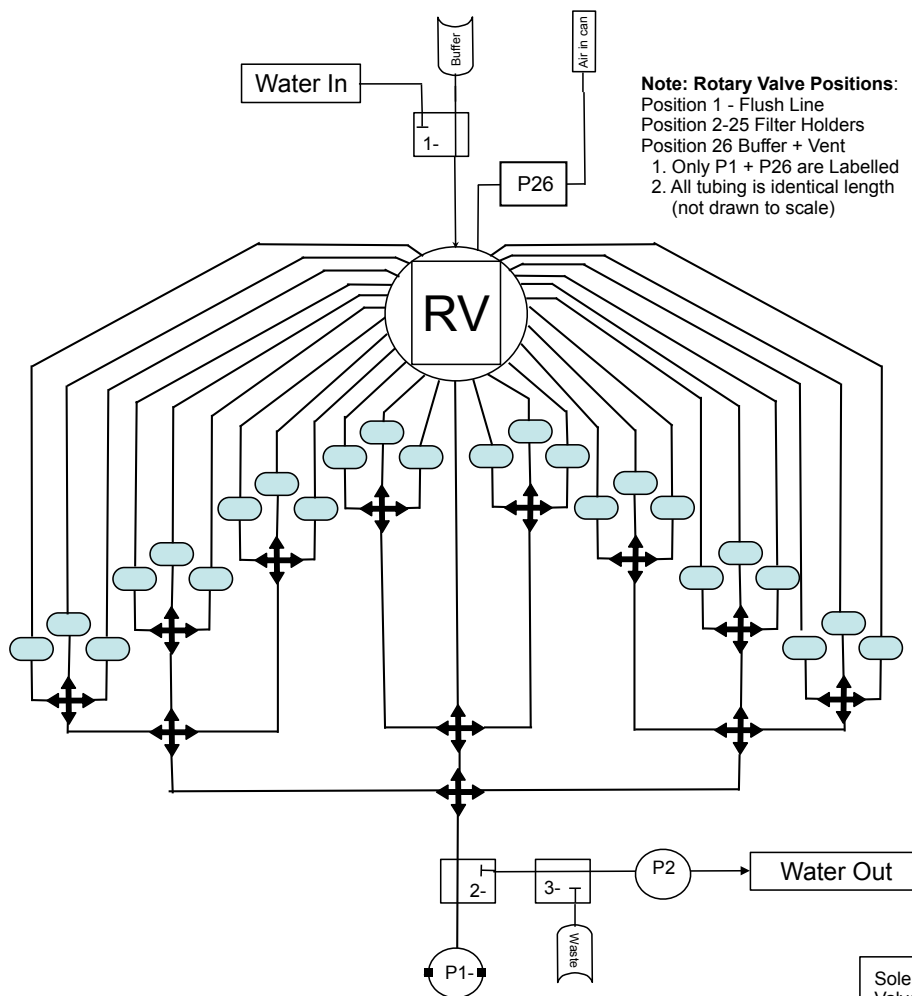 Buffer
Air in can
Water In
Note: Rotary Valve Positions:
Position 1 - Flush Line
Position 2-25 Filter Holders
Position 26 Buffer + Vent
1. Only P1 + P26 are Labelled
2. All tubing is identical length
(not drawn to scale)
1-
P26
RV
2-
3-
P2
Water Out
P1-
Waste